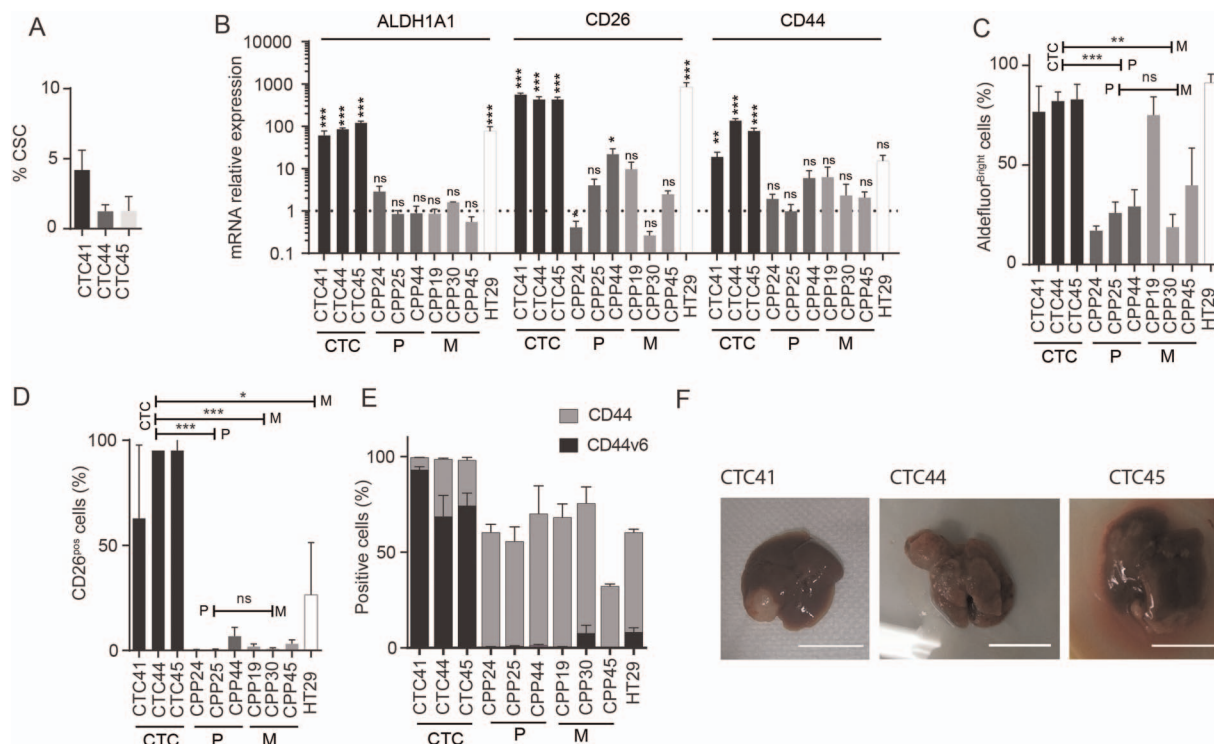 A
% CSC
10
5
0
CTC41
CTC44
CTC45
B
ALDH1A1
CD26
CD44
mRNA relative expression
10000
1000
100
10
1
0.1
*** *** *** ns ns ns ns ns ns ***
*** *** *** * ns * ns ns ns ***
** *** *** ns ns ns ns ns ns ns
CTC41 CTC44 CTC45 CPP24 CPP25 CPP44 CPP19 CPP30 CPP45 HT29
CTC41 CTC44 CTC45 CPP24 CPP25 CPP44 CPP19 CPP30 CPP45 HT29
CTC41 CTC44 CTC45 CPP24 CPP25 CPP44 CPP19 CPP30 CPP45 HT29
CTC P M
CTC P M
CTC P M
C
Aldefluor^Bright cells (%)
100
50
0
CTC
** M
*** P
P ns M
CTC41 CTC44 CTC45 CPP24 CPP25 CPP44 CPP19 CPP30 CPP45 HT29
CTC P M
D
CD26^pos cells (%)
100
50
0
CTC
* M
*** M
*** P
P ns M
CTC41 CTC44 CTC45 CPP24 CPP25 CPP44 CPP19 CPP30 CPP45 HT29
CTC P M
E
CD44
CD44v6
Positive cells (%)
100
50
0
CTC41 CTC44 CTC45 CPP24 CPP25 CPP44 CPP19 CPP30 CPP45 HT29
CTC P M
F
CTC41
CTC44
CTC45